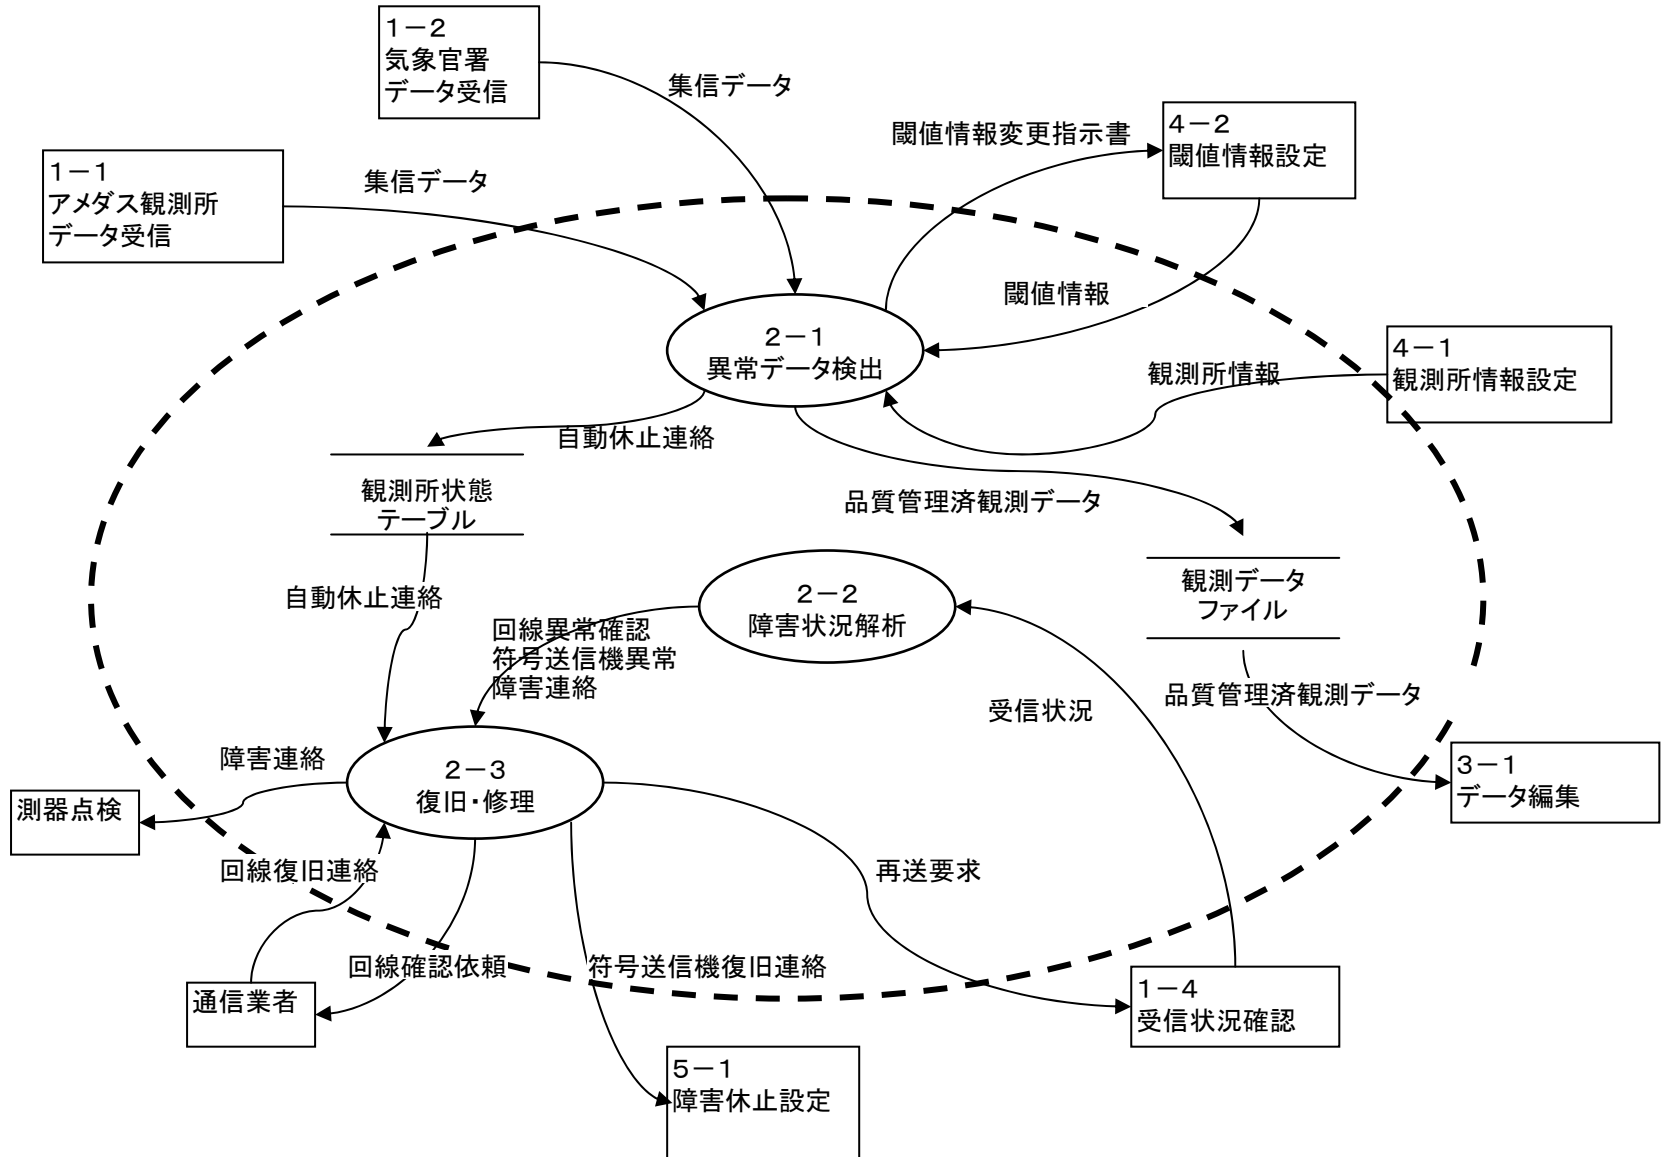 1－2
気象官署
データ受信
集信データ
4－2
閾値情報設定
閾値情報変更指示書
1－1
アメダス観測所
データ受信
集信データ
閾値情報
2－1
異常データ検出
4－1
観測所情報設定
観測所情報
自動休止連絡
観測所状態
テーブル
品質管理済観測データ
観測データ
ファイル
自動休止連絡
2－2
障害状況解析
回線異常確認
符号送信機異常
障害連絡
受信状況
品質管理済観測データ
障害連絡
2－3
復旧・修理
3－1
データ編集
測器点検
回線復旧連絡
再送要求
回線確認依頼
符号送信機復旧連絡
通信業者
1－4
受信状況確認
5－1
障害休止設定